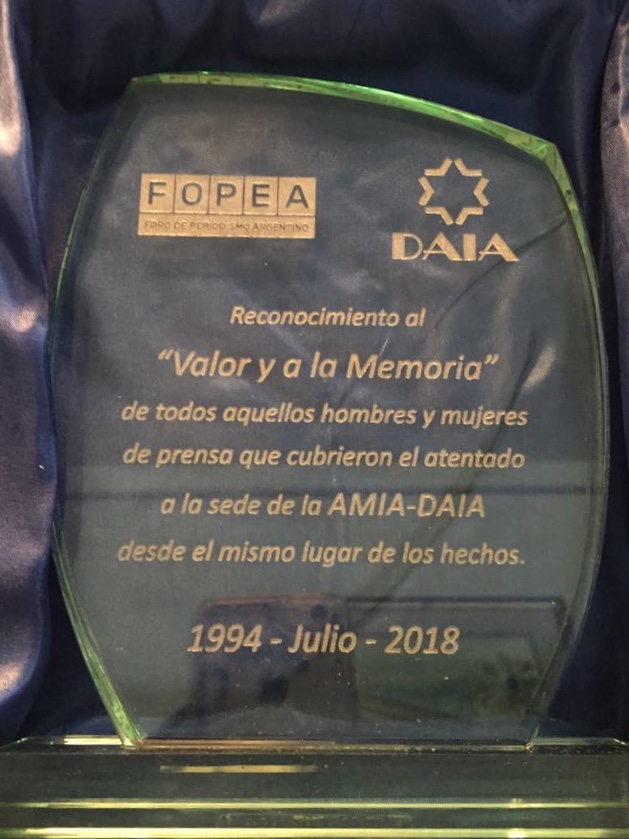 FOPEA
FORO DE PERIODISMO ARGENTINO
DAIA
Reconocimiento al
“Valor y a la Memoria”
de todos aquellos hombres y mujeres
de prensa que cubrieron el atentado
a la sede de la AMIA-DAIA
desde el mismo lugar de los hechos.
1994 - Julio - 2018